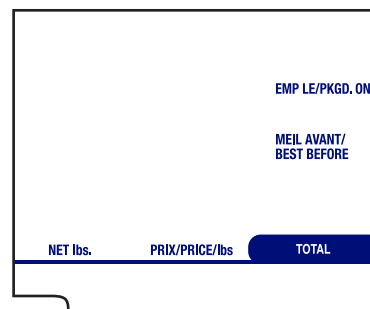 EMP LE/PKGD. ON
MEIL AVANT/
BEST BEFORE
NET lbs. PRIX/PRICE/lbs TOTAL